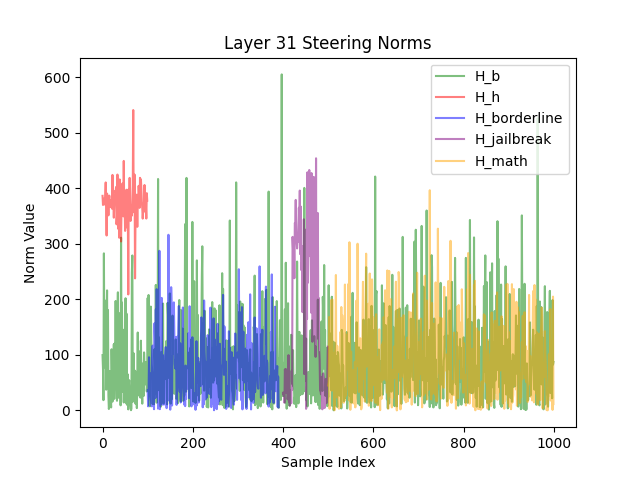 Layer 31 Steering Norms
Norm Value
600
500
400
300
200
100
0
H_b
H_h
H_borderline
H_jailbreak
H_math
0 200 400 600 800 1000
Sample Index